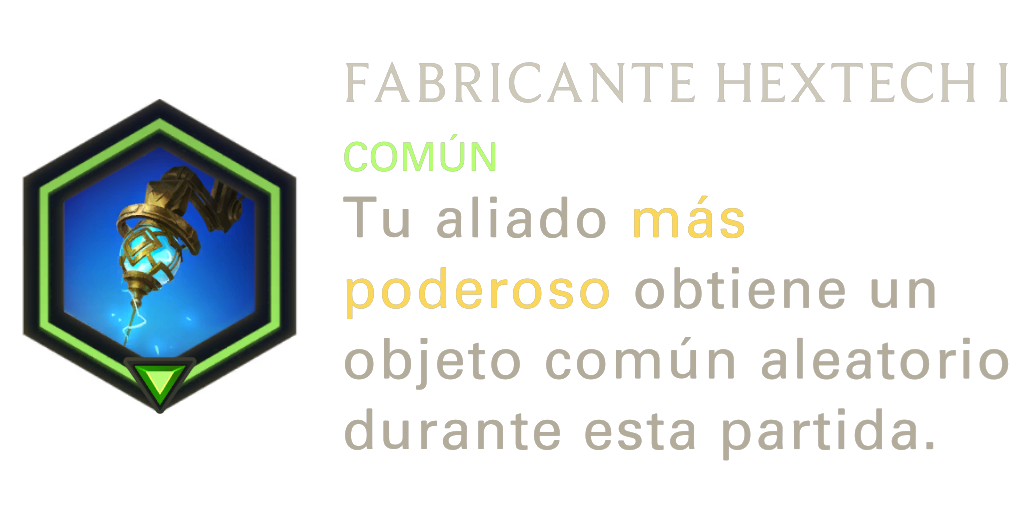 FABRICANTE HEXTECH I
COMÚN
Tu aliado más
poderoso obtiene un
objeto común aleatorio
durante esta partida.